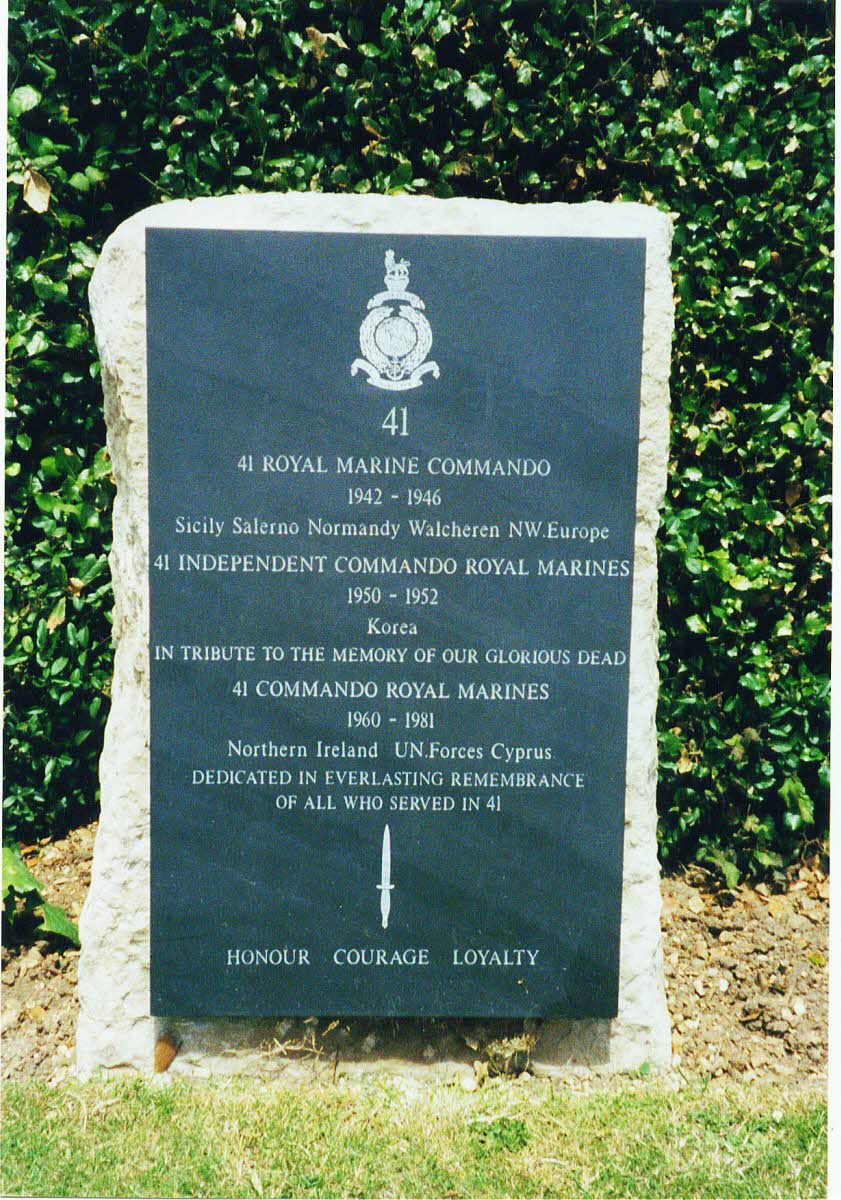 41
41 ROYAL MARINE COMMANDO
1942 - 1946
Sicily Salerno Normandy Walcheren NW.Europe
41 INDEPENDENT COMMANDO ROYAL MARINES
1950 - 1952
Korea
IN TRIBUTE TO THE MEMORY OF OUR GLORIOUS DEAD
41 COMMANDO ROYAL MARINES
1960 - 1981
Northern Ireland UN.Forces Cyprus
DEDICATED IN EVERLASTING REMEMBRANCE
OF ALL WHO SERVED IN 41
HONOUR COURAGE LOYALTY